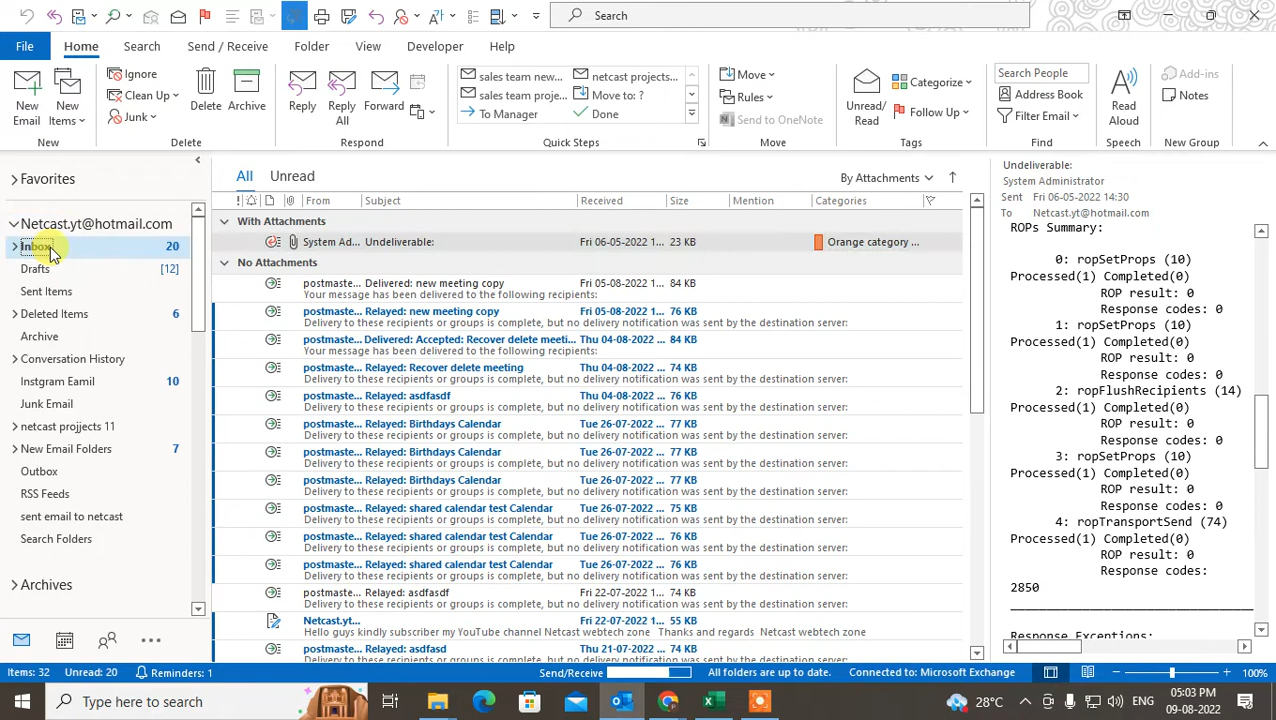 Search
File Home Search Send / Receive Folder View Developer Help
New Email
New Items
Ignore
Clean Up
Junk
Delete
Archive
Reply
Reply All
Forward
sales team new...
sales team proje...
To Manager
netcast projects...
Move to: ?
Done
Move
Rules
Send to OneNote
Unread/ Read
Categorize
Follow Up
Search People
Address Book
Filter Email
Read Aloud
Add-ins
Notes
New Delete Respond Quick Steps Move Tags Find Speech New Group
Favorites
Netcast.yt@hotmail.com
Inbox 20
Drafts [12]
Sent Items
Deleted Items 6
Archive
Conversation History
Instgram Eamil 10
Junk Email
netcast projjects 11
New Email Folders 7
Outbox
RSS Feeds
sent email to netcast
Search Folders
Archives
All Unread By Attachments
From Subject Received Size Mention Categories
With Attachments
System Ad... Undeliverable: Fri 06-05-2022 1... 23 KB Orange category ...
No Attachments
postmaste... Delivered: new meeting copy Fri 05-08-2022 1... 84 KB
Your message has been delivered to the following recipients:
postmaste... Relayed: new meeting copy Fri 05-08-2022 1... 76 KB
Delivery to these recipients or groups is complete, but no delivery notification was sent by the destination server:
postmaste... Delivered: Accepted: Recover delete meeti... Thu 04-08-2022 ... 84 KB
Your message has been delivered to the following recipients:
postmaste... Relayed: Recover delete meeting Thu 04-08-2022 ... 74 KB
Delivery to these recipients or groups is complete, but no delivery notification was sent by the destination server:
postmaste... Relayed: asdfasdf Thu 04-08-2022 ... 76 KB
Delivery to these recipients or groups is complete, but no delivery notification was sent by the destination server:
postmaste... Relayed: Birthdays Calendar Tue 26-07-2022 ... 77 KB
Delivery to these recipients or groups is complete, but no delivery notification was sent by the destination server:
postmaste... Relayed: Birthdays Calendar Tue 26-07-2022 ... 77 KB
Delivery to these recipients or groups is complete, but no delivery notification was sent by the destination server:
postmaste... Relayed: Birthdays Calendar Tue 26-07-2022 ... 77 KB
Delivery to these recipients or groups is complete, but no delivery notification was sent by the destination server:
postmaste... Relayed: shared calendar test Calendar Tue 26-07-2022 ... 75 KB
Delivery to these recipients or groups is complete, but no delivery notification was sent by the destination server:
postmaste... Relayed: shared calendar test Calendar Tue 26-07-2022 ... 76 KB
Delivery to these recipients or groups is complete, but no delivery notification was sent by the destination server:
postmaste... Relayed: shared calendar test Calendar Tue 26-07-2022 ... 76 KB
Delivery to these recipients or groups is complete, but no delivery notification was sent by the destination server:
postmaste... Relayed: asdfasdf Fri 22-07-2022 ... 74 KB
Delivery to these recipients or groups is complete, but no delivery notification was sent by the destination server:
Netcast.yt... Fri 22-07-2022 ... 55 KB
Hello guys kindly subscriber my YouTube channel Netcast webtech zone Thanks and regards Netcast webtech zone
postmaste... Relayed: asdfasd Thu 21-07-2022 ... 74 KB
Delivery to these recipients or groups is complete, but no delivery notification was sent by the destination server:
Undeliverable:
System Administrator
Sent Fri 06-05-2022 14:30
To Netcast.yt@hotmail.com
ROPs Summary:
0: ropSetProps (10)
Processed(1) Completed(0)
ROP result: 0
Response codes: 0
1: ropSetProps (10)
Processed(1) Completed(0)
ROP result: 0
Response codes: 0
2: ropFlushRecipients (14)
Processed(1) Completed(0)
Response codes: 0
3: ropSetProps (10)
Processed(1) Completed(0)
ROP result: 0
Response codes: 0
4: ropTransportSend (74)
Processed(1) Completed(0)
ROP result: 0
Response codes:
2850
Response Exceptions:
Items: 32 Unread: 20 Reminders: 1 Send/Receive All folders are up to date. Connected to: Microsoft Exchange 100%
Type here to search 28°C ENG 05:03 PM
09-08-2022